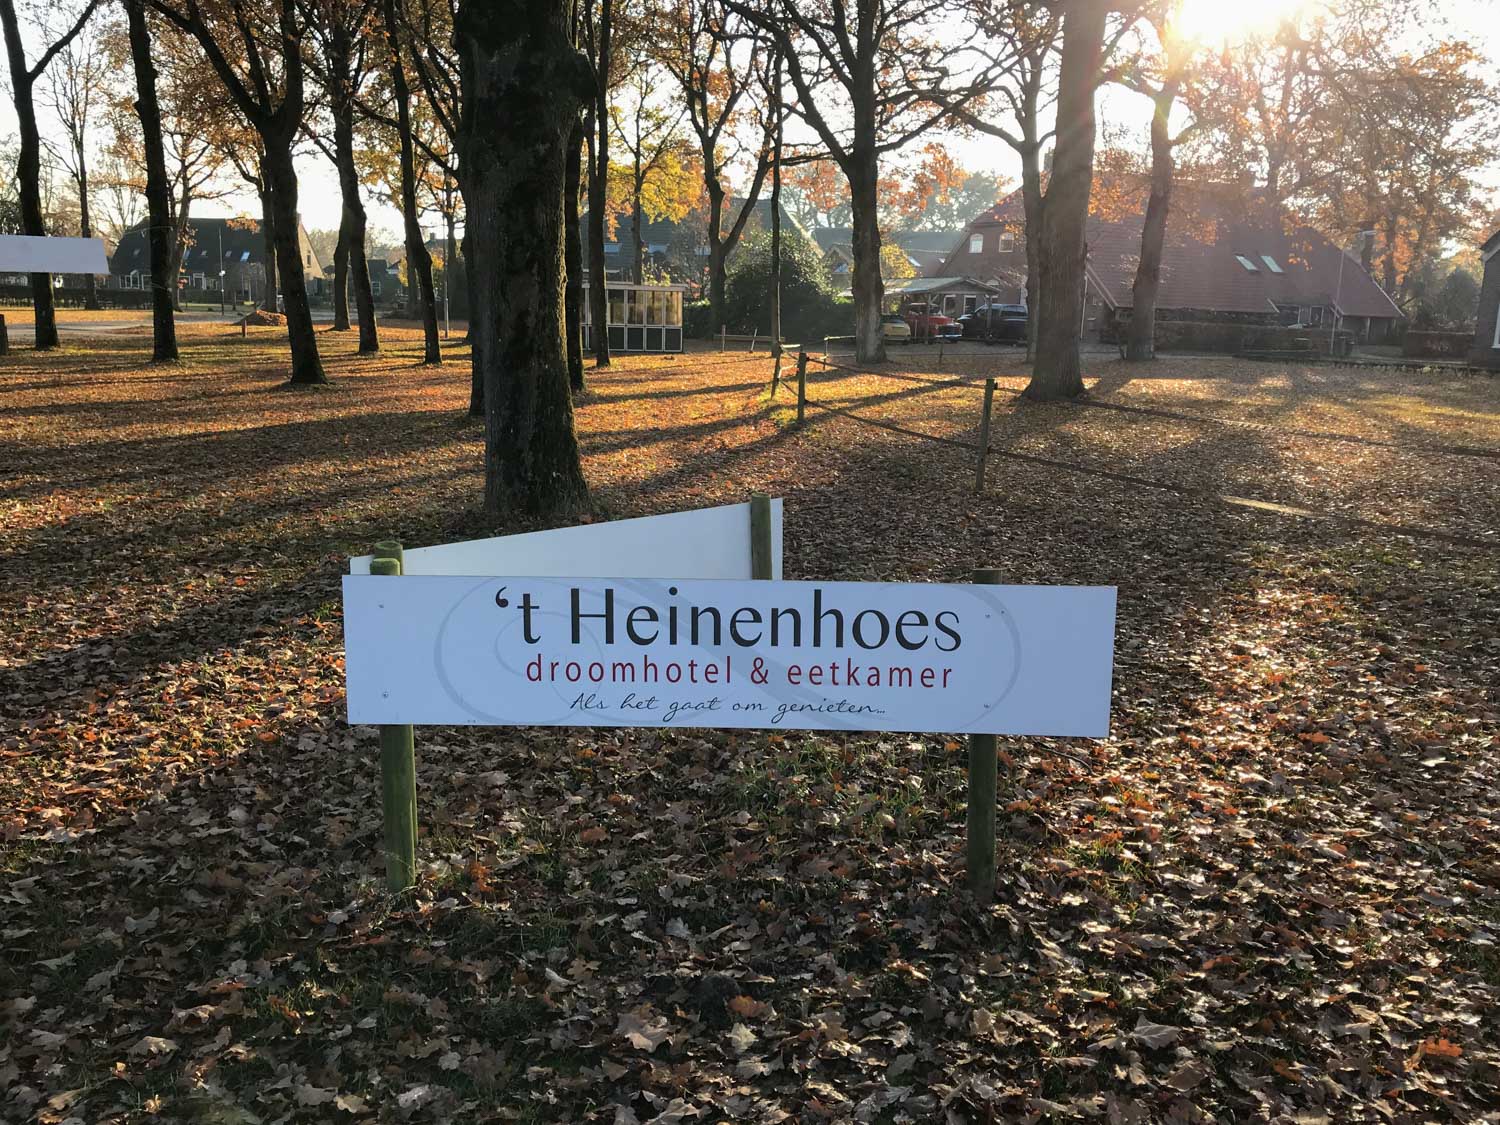 ‘t Heinenhoes
droomhotel & eetkamer
Als het gaat om genieten...